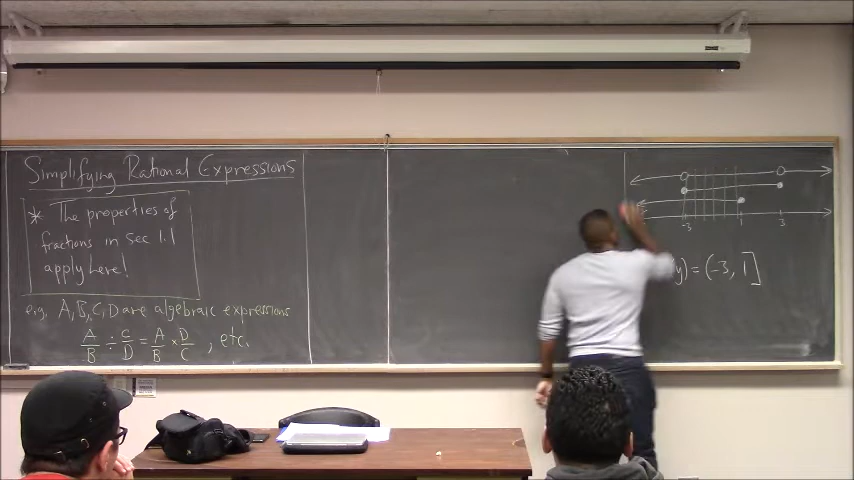 Simplifying Rational Expressions
* The properties of
fractions in Sec 1.1
apply here!
e.g. A, B, C, D are algebraic expressions
A/B ÷ C/D = A/B × D/C , etc.
-3 1 3
y) = (-3, 1]